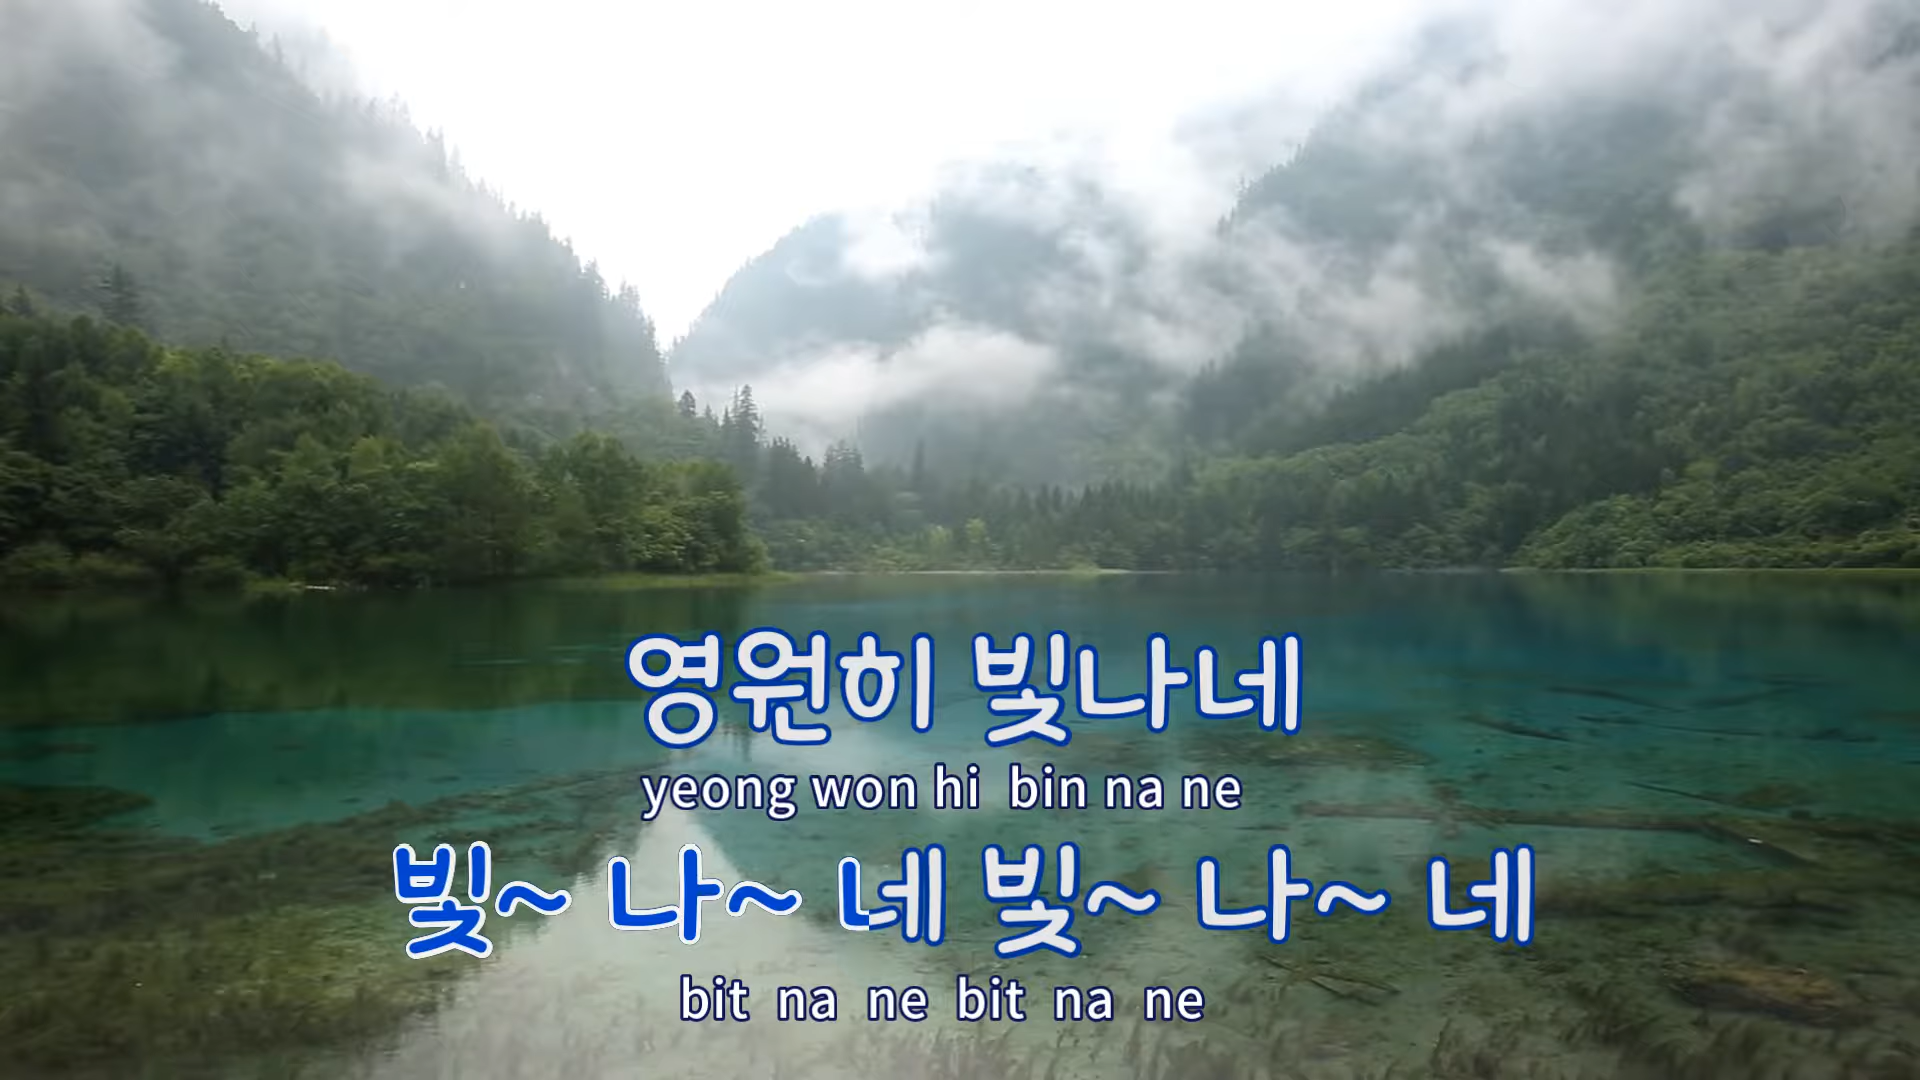 영원히 빛나네
yeong won hi bin na ne
빛~ 나~ 네 빛~ 나~ 네
bit na ne bit na ne